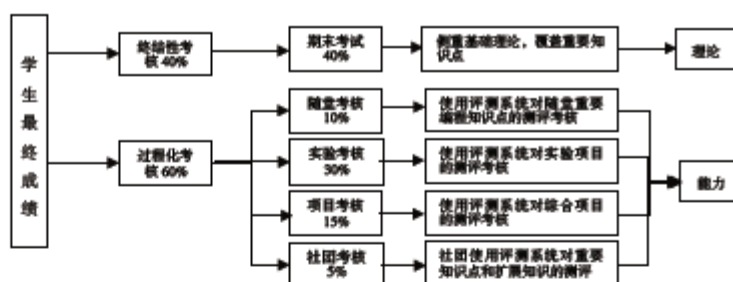 学生最终成绩
终结性考
核 40%
期末考试
40%
侧重基础理论，覆盖重要知
识点
理论
过程化考
核 60%
随堂考核
10%
使用评测系统对随堂重要
编程知识点的测评考核
实验考核
30%
使用评测系统对实验项目
的测评考核
项目考核
15%
使用评测系统对综合项目
的测评考核
社团考核
5%
社团使用评测系统对重要
知识点和扩展知识的测评
能力